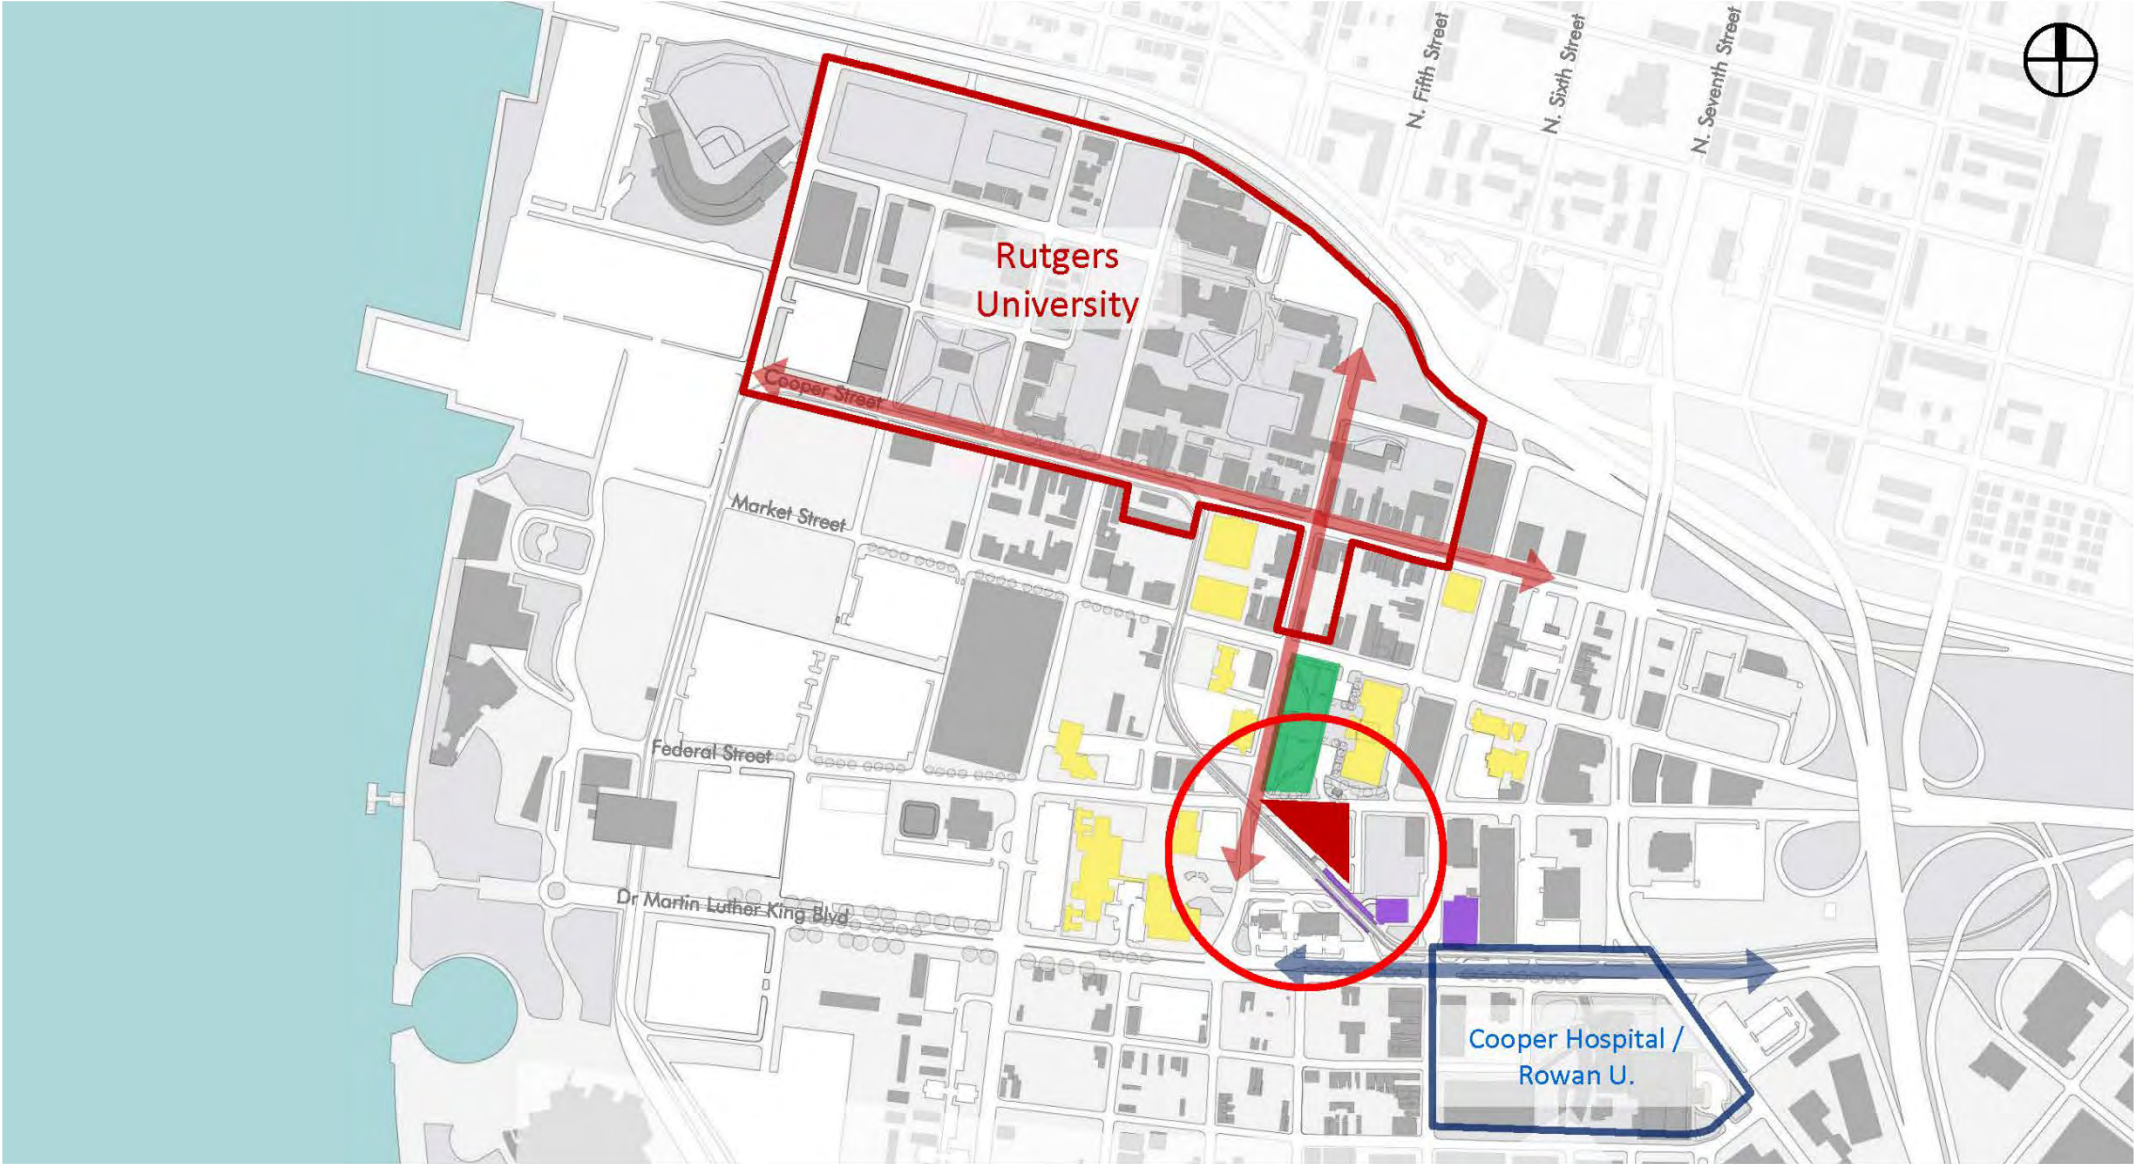 N. Fifth Street
N. Sixth Street
N. Seventh Street
Rutgers
University
Cooper Street
Market Street
Federal Street
Dr Martin Luther King Blvd
Cooper Hospital /
Rowan U.